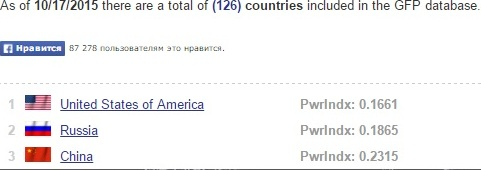 As of 10/17/2015 there are a total of (126) countries included in the GFP database.
Нравится 87 278 пользователям это нравится.
1 United States of America PwrIndx: 0.1661
2 Russia PwrIndx: 0.1865
3 China PwrIndx: 0.2315